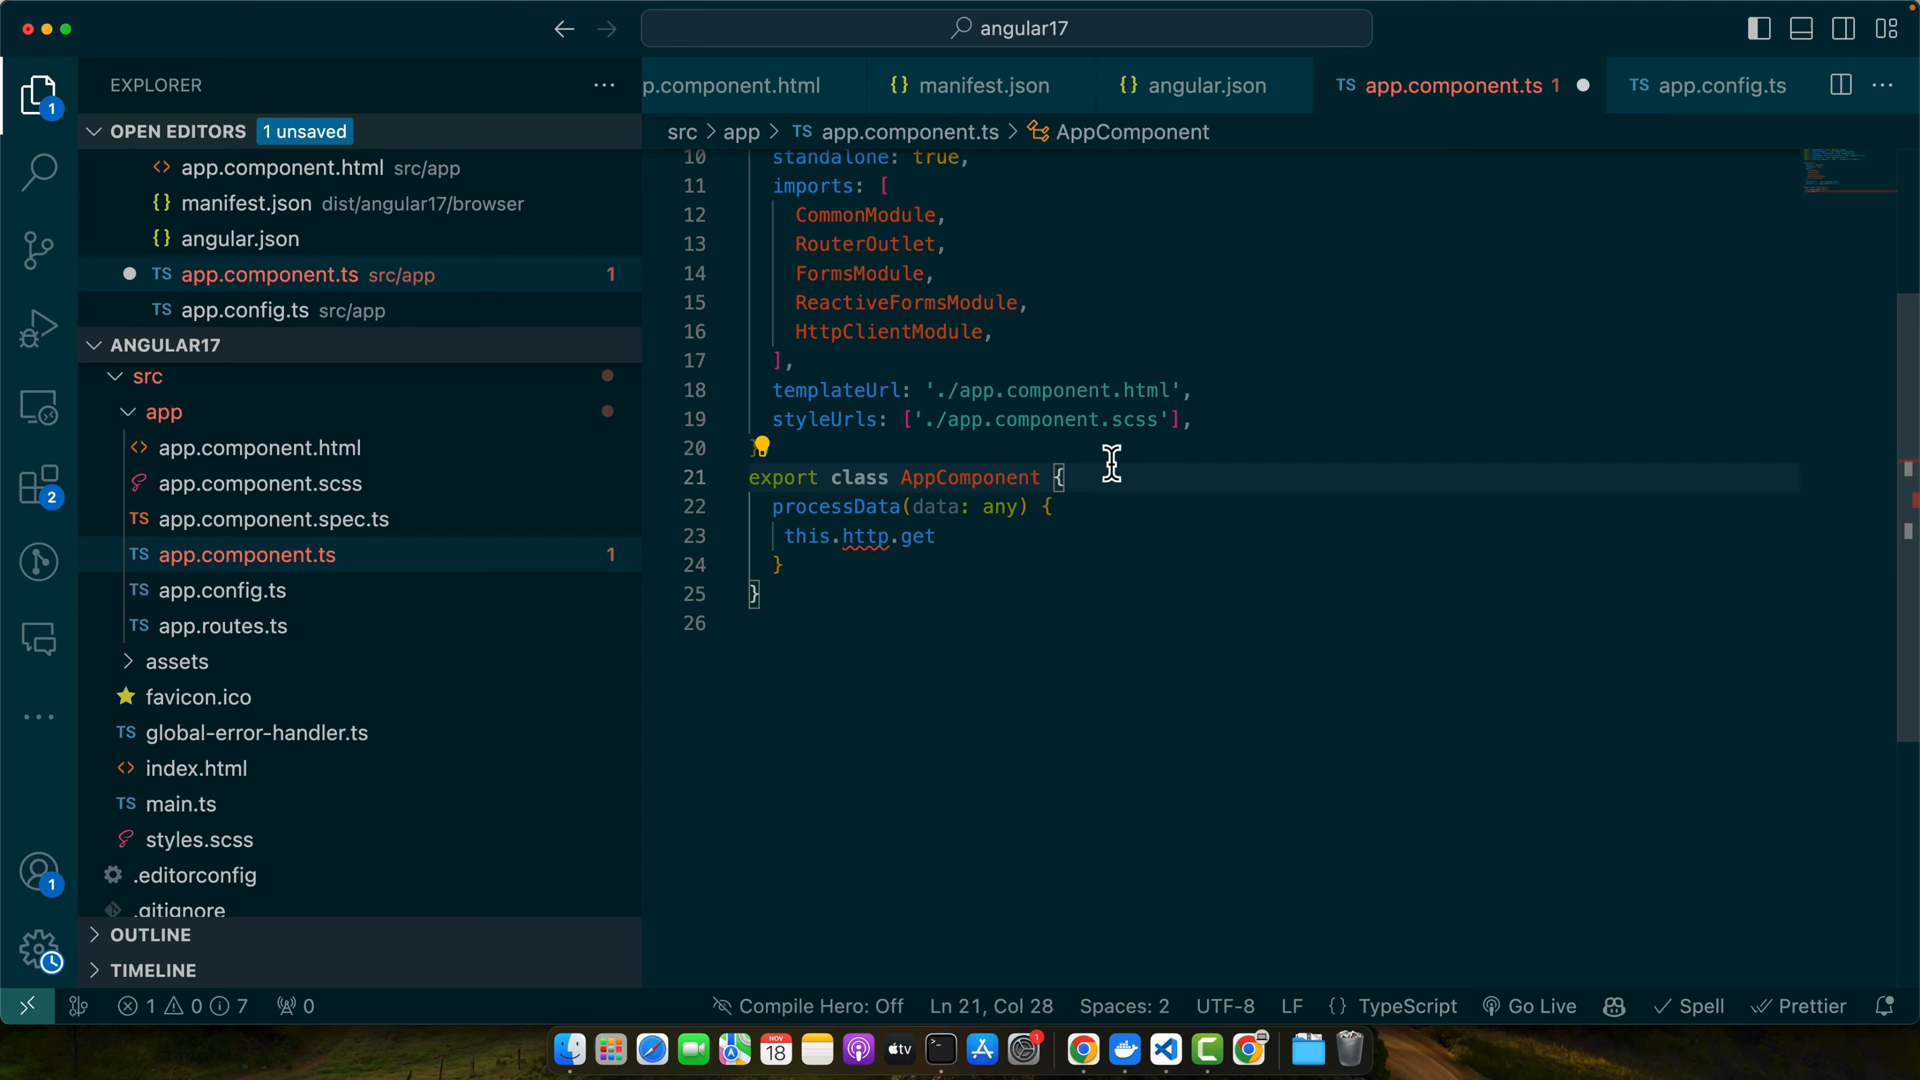 angular17
EXPLORER
OPEN EDITORS 1 unsaved
app.component.html src/app
manifest.json dist/angular17/browser
angular.json
TS app.component.ts src/app 1
TS app.config.ts src/app
ANGULAR17
src
app
app.component.html
app.component.scss
TS app.component.spec.ts
TS app.component.ts 1
TS app.config.ts
TS app.routes.ts
assets
favicon.ico
TS global-error-handler.ts
index.html
TS main.ts
styles.scss
.editorconfig
.gitignore
OUTLINE
TIMELINE
1
2
1
p.component.html
{} manifest.json
{} angular.json
TS app.component.ts 1
TS app.config.ts
src > app > TS app.component.ts > AppComponent
10 standalone: true,
11 imports: [
12 CommonModule,
13 RouterOutlet,
14 FormsModule,
15 ReactiveFormsModule,
16 HttpClientModule,
17 ],
18 templateUrl: './app.component.html',
19 styleUrls: ['./app.component.scss'],
20 }
21 export class AppComponent {
22 processData(data: any) {
23 this.http.get
24 }
25 }
26
1 0 7 0
Compile Hero: Off
Ln 21, Col 28
Spaces: 2
UTF-8
LF
{} TypeScript
Go Live
Spell
Prettier
NOV
18
tv
1